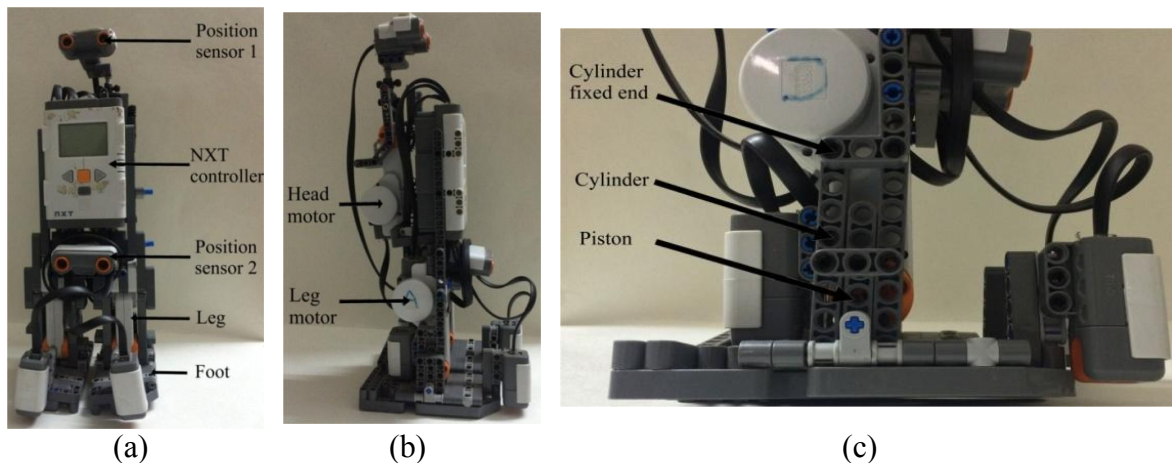 Position
sensor 1
NXT
controller
nxt
Position
sensor 2
Leg
Foot
(a)
Head
motor
Leg
motor
A
(b)
Cylinder
fixed end
Cylinder
Piston
D
(c)